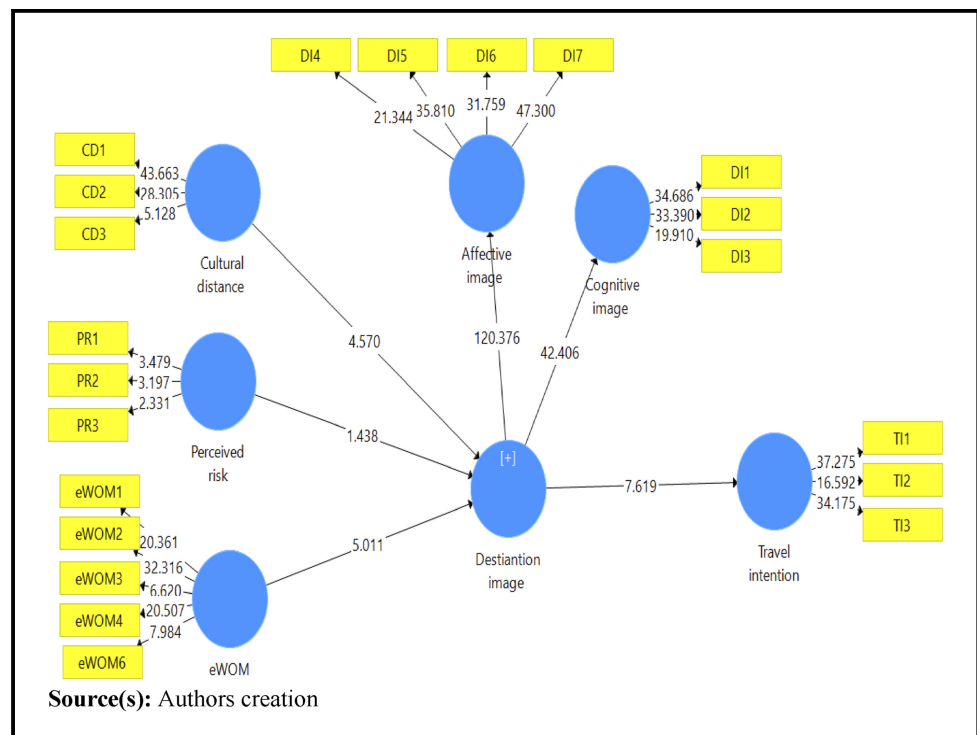 DI4
DI5
DI6
DI7
21.344
35.810
31.759
47.300
CD1
CD2
CD3
43.663
28.305
5.128
Cultural
distance
Affective
image
DI1
DI2
DI3
34.686
33.390
19.910
Cognitive
image
PR1
PR2
PR3
3.479
3.197
2.331
Perceived
risk
4.570
120.376
42.406
1.438
eWOM1
eWOM2
eWOM3
eWOM4
eWOM6
20.361
32.316
6.620
20.507
7.984
eWOM
5.011
[+]
Destiantion
image
7.619
TI1
TI2
TI3
37.275
16.592
34.175
Travel
intention
Source(s): Authors creation